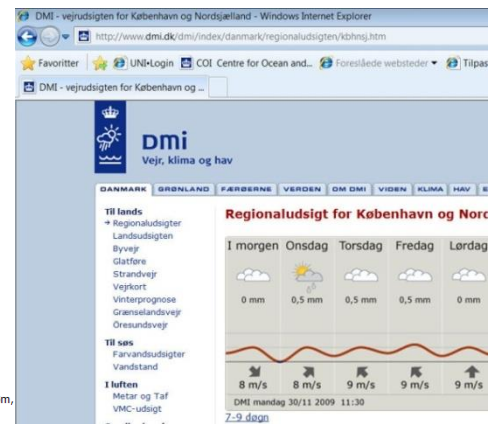 DMI - vejrudsigten for København og Nordsjælland - Windows Internet Explorer
http://www.dmi.dk/dmi/index/danmark/regionaludsigten/kbhnsj.htm
Favoritter UNI•Login COI Centre for Ocean and... Foreslåede websteder Tilpas
DMI - vejrudsigten for København og ...
DMI
Vejr, klima og hav
DANMARK GRØNLAND FÆRØERNE VERDEN OM DMI VIDEN KLIMA HAV
Til lands
Regionaludsigter
Landsudsigten
Byvejr
Glatføre
Strandvejr
Vejrkort
Vinterprognose
Grænselandsvejr
Öresundsvejr
Til søs
Farvandsudsigter
Vandstand
I luften
Metar og Taf
VMC-udsigt
Regionaludsigt for København og Nord
I morgen Onsdag Torsdag Fredag Lørdag
0 mm 0,5 mm 0,5 mm 0,5 mm 0 mm
8 m/s 8 m/s 9 m/s 9 m/s 9 m/s
DMI mandag 30/11 2009 11:30
7-9 døgn